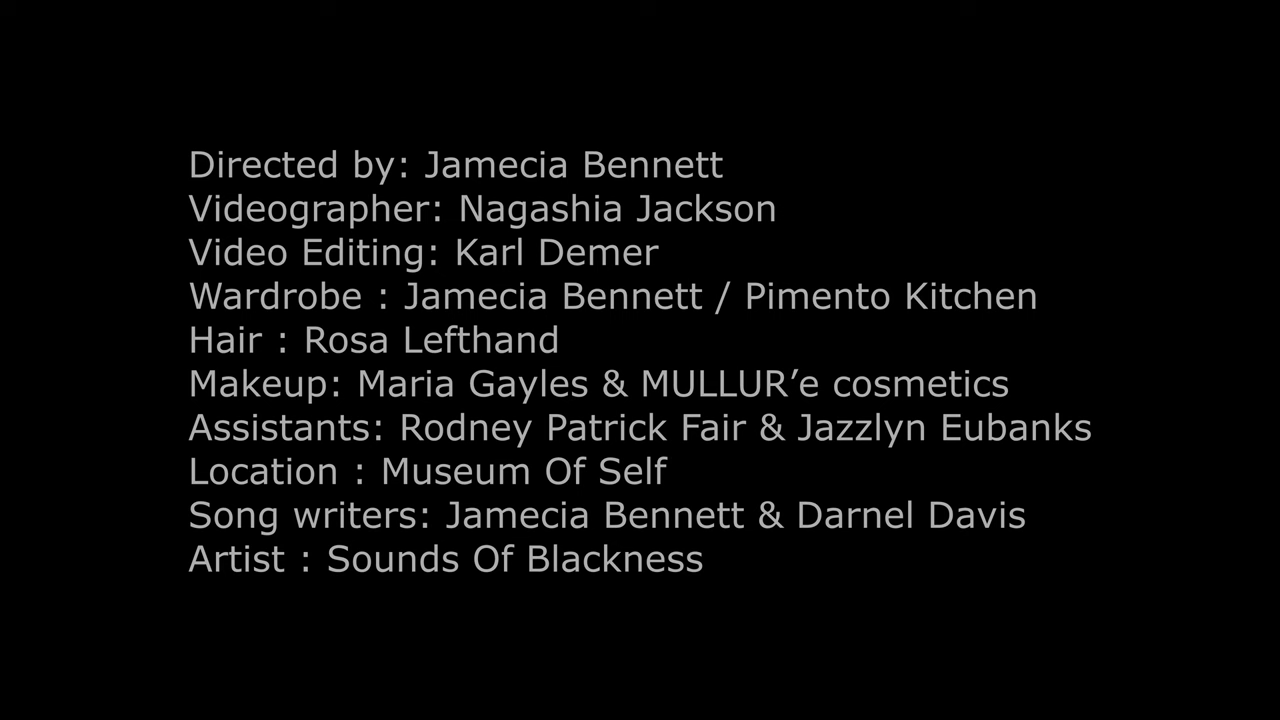 Directed by: Jamecia Bennett
Videographer: Nagashia Jackson
Video Editing: Karl Demer
Wardrobe : Jamecia Bennett / Pimento Kitchen
Hair : Rosa Lefthand
Makeup: Maria Gayles & MULLUR’e cosmetics
Assistants: Rodney Patrick Fair & Jazzlyn Eubanks
Location : Museum Of Self
Song writers: Jamecia Bennett & Darnel Davis
Artist : Sounds Of Blackness